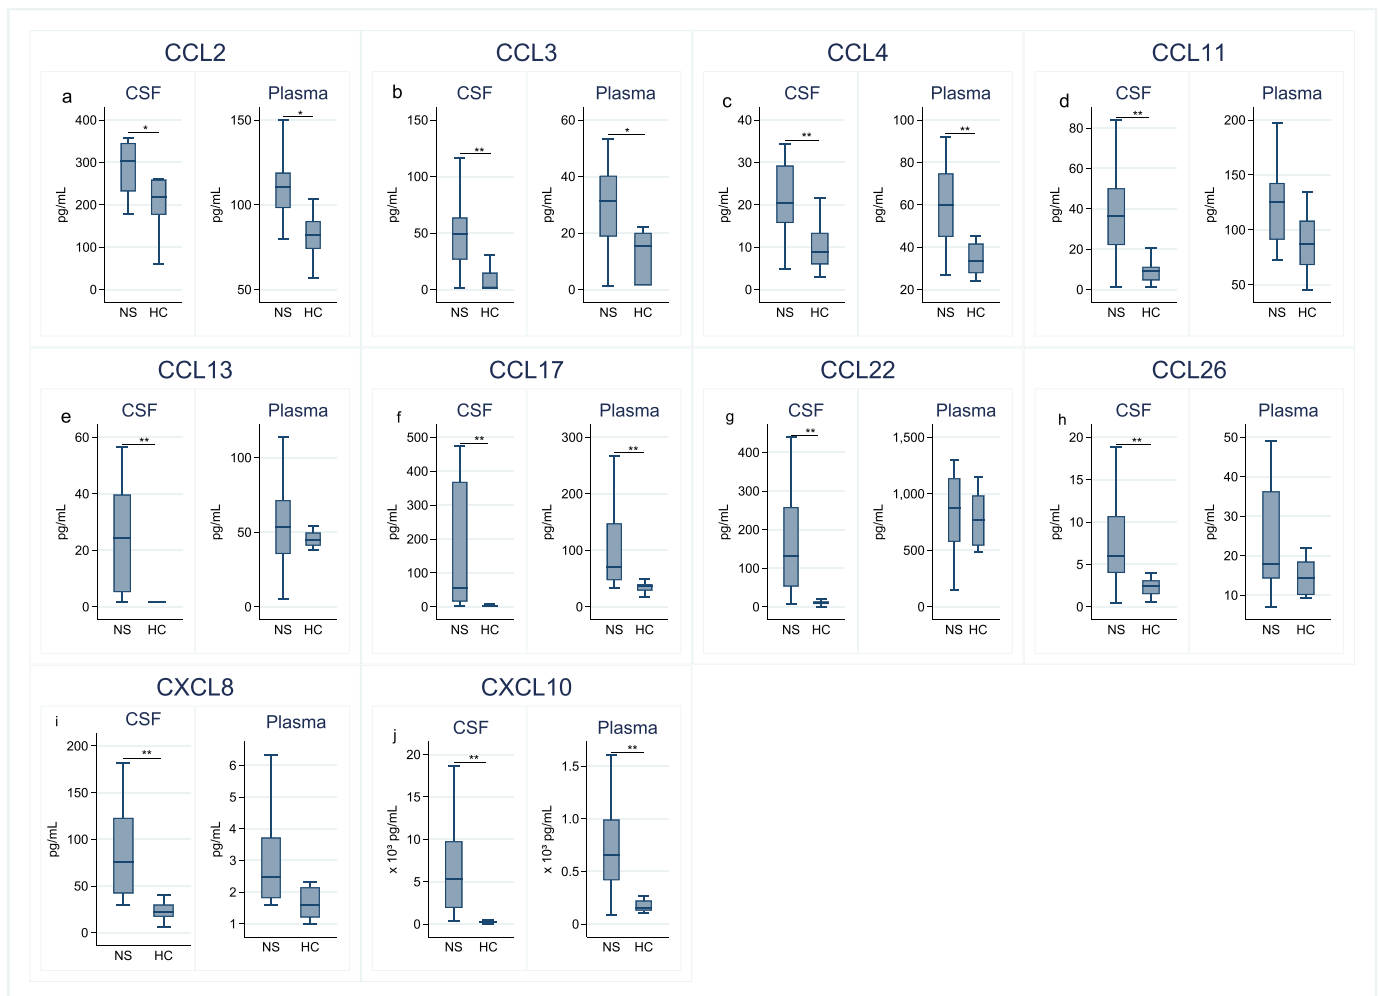 CCL2
CCL3
CCL4
CCL11
a
CSF
Plasma
b
CSF
Plasma
c
CSF
Plasma
d
CSF
Plasma
400
300
200
100
0
pg/mL
*
NS HC
150
100
50
pg/mL
*
NS HC
150
100
50
0
pg/mL
**
NS HC
60
40
20
0
pg/mL
*
NS HC
40
30
20
10
0
pg/mL
**
NS HC
100
80
60
40
20
pg/mL
**
NS HC
80
60
40
20
0
pg/mL
**
NS HC
200
150
100
50
pg/mL
NS HC
CCL13
CCL17
CCL22
CCL26
e
CSF
Plasma
f
CSF
Plasma
g
CSF
Plasma
h
CSF
Plasma
60
40
20
0
pg/mL
**
NS HC
100
50
0
pg/mL
NS HC
500
400
300
200
100
0
pg/mL
**
NS HC
300
200
100
0
pg/mL
**
NS HC
400
300
200
100
0
pg/mL
**
NS HC
1,500
1,000
500
0
pg/mL
NS HC
20
15
10
5
0
pg/mL
**
NS HC
50
40
30
20
10
pg/mL
NS HC
CXCL8
CXCL10
i
CSF
Plasma
j
CSF
Plasma
200
150
100
50
0
pg/mL
**
NS HC
6
5
4
3
2
1
pg/mL
NS HC
20
15
10
5
0
x 10³ pg/mL
**
NS HC
1.5
1.0
0.5
0
x 10³ pg/mL
**
NS HC